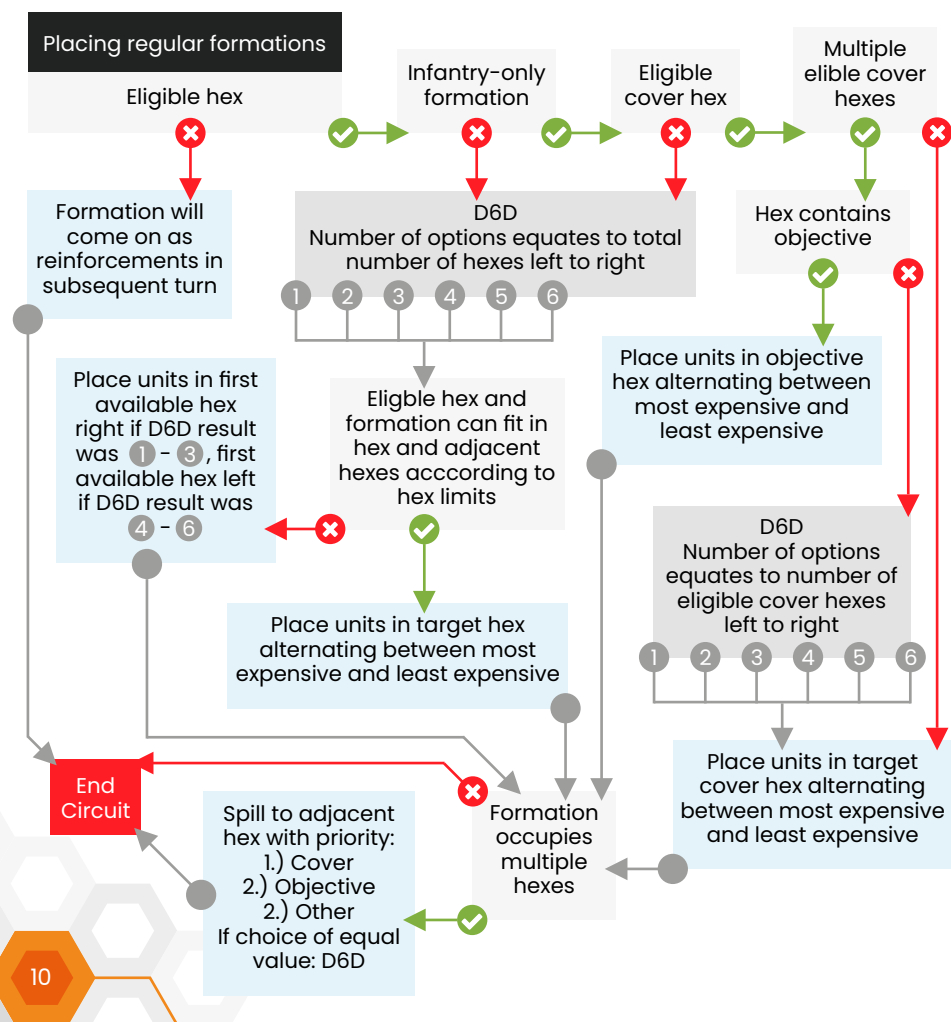 Placing regular formations
Eligible hex
Infantry-only
formation
Eligible
cover hex
Multiple
elible cover
hexes
Formation will
come on as
reinforcements in
subsequent turn
D6D
Number of options equates to total
number of hexes left to right
1 2 3 4 5 6
Hex contains
objective
Place units in first
available hex
right if D6D result
was 1 - 3, first
available hex left
if D6D result was
4 - 6
Eligble hex and
formation can fit in
hex and adjacent
hexes acccording to
hex limits
Place units in objective
hex alternating between
most expensive and
least expensive
D6D
Number of options
equates to number of
eligible cover hexes
left to right
1 2 3 4 5 6
Place units in target hex
alternating between most
expensive and least expensive
Place units in target
cover hex alternating
between most expensive
and least expensive
End
Circuit
Spill to adjacent
hex with priority:
1.) Cover
2.) Objective
2.) Other
If choice of equal
value: D6D
Formation
occupies
multiple
hexes
10